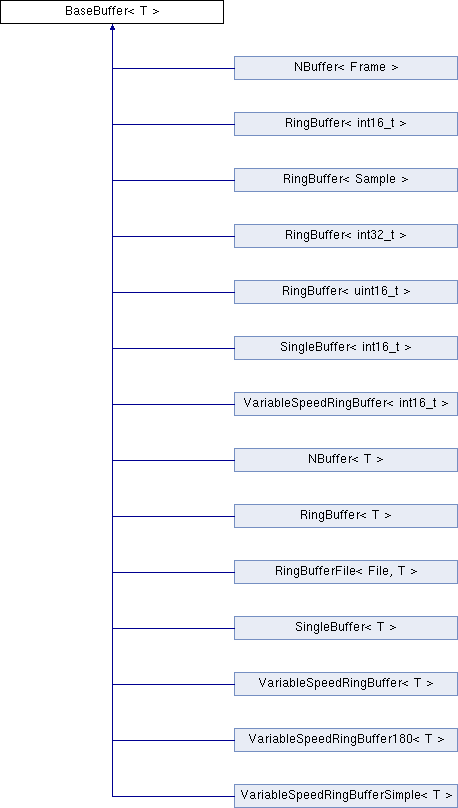 BaseBuffer< T >
NBuffer< Frame >
RingBuffer< int16_t >
RingBuffer< Sample >
RingBuffer< int32_t >
RingBuffer< uint16_t >
SingleBuffer< int16_t >
VariableSpeedRingBuffer< int16_t >
NBuffer< T >
RingBuffer< T >
RingBufferFile< File, T >
SingleBuffer< T >
VariableSpeedRingBuffer< T >
VariableSpeedRingBuffer180< T >
VariableSpeedRingBufferSimple< T >